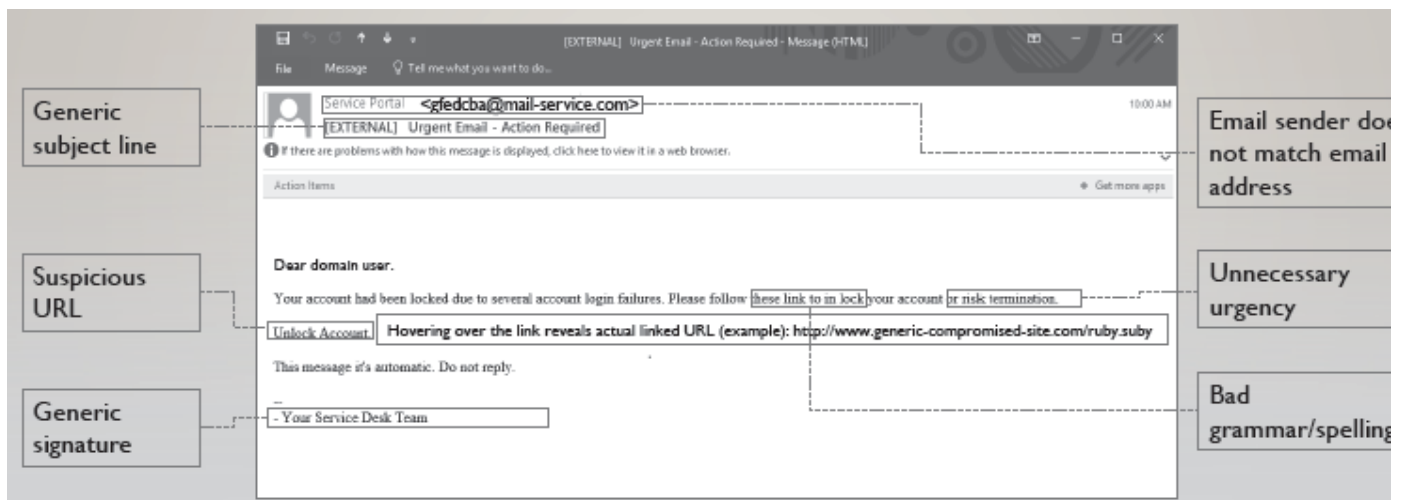 [EXTERNAL] Urgent Email - Action Required - Message (HTML)
File Message Tell me what you want to do...
Generic
subject line
Service Portal <gfedcba@mail-service.com>
10:00 AM
[EXTERNAL] Urgent Email - Action Required
If there are problems with how this message is displayed, click here to view it in a web browser.
Email sender doe
not match email
address
Action Items Get more apps
Dear domain user.
Suspicious
URL
Your account had been locked due to several account login failures. Please follow these link to in lock your account or risk termination.
Unnecessary
urgency
Unlock Account. Hovering over the link reveals actual linked URL (example): http://www.generic-compromised-site.com/ruby.suby
This message it's automatic. Do not reply.
Generic
signature
--
- Your Service Desk Team
Bad
grammar/spelling